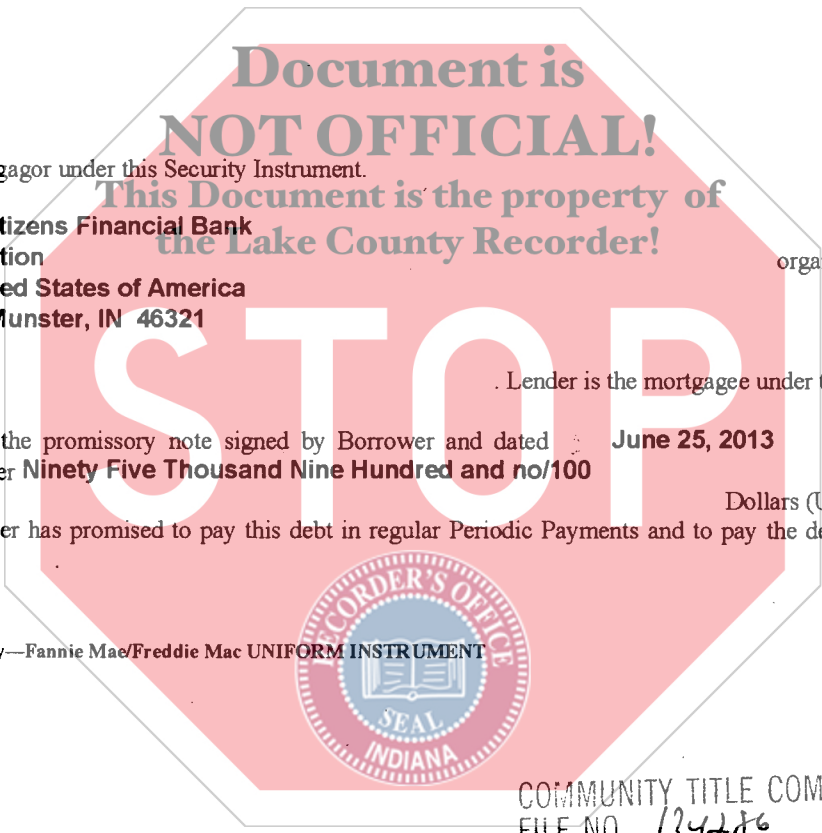 Document is
NOT OFFICIAL!
gagor under this Security Instrument.
This Document is the property of
tizens Financial Bank
the Lake County Recorder!
tion
orga
ed States of America
Munster, IN 46321
STOP
. Lender is the mortgagee under t
the promissory note signed by Borrower and dated June 25, 2013
er Ninety Five Thousand Nine Hundred and no/100
Dollars (U
er has promised to pay this debt in regular Periodic Payments and to pay the de
.
RECORDER'S OFFICE
y—Fannie Mae/Freddie Mac UNIFORM INSTRUMENT
SEAL
INDIANA
COMMUNITY TITLE COM
FILE NO